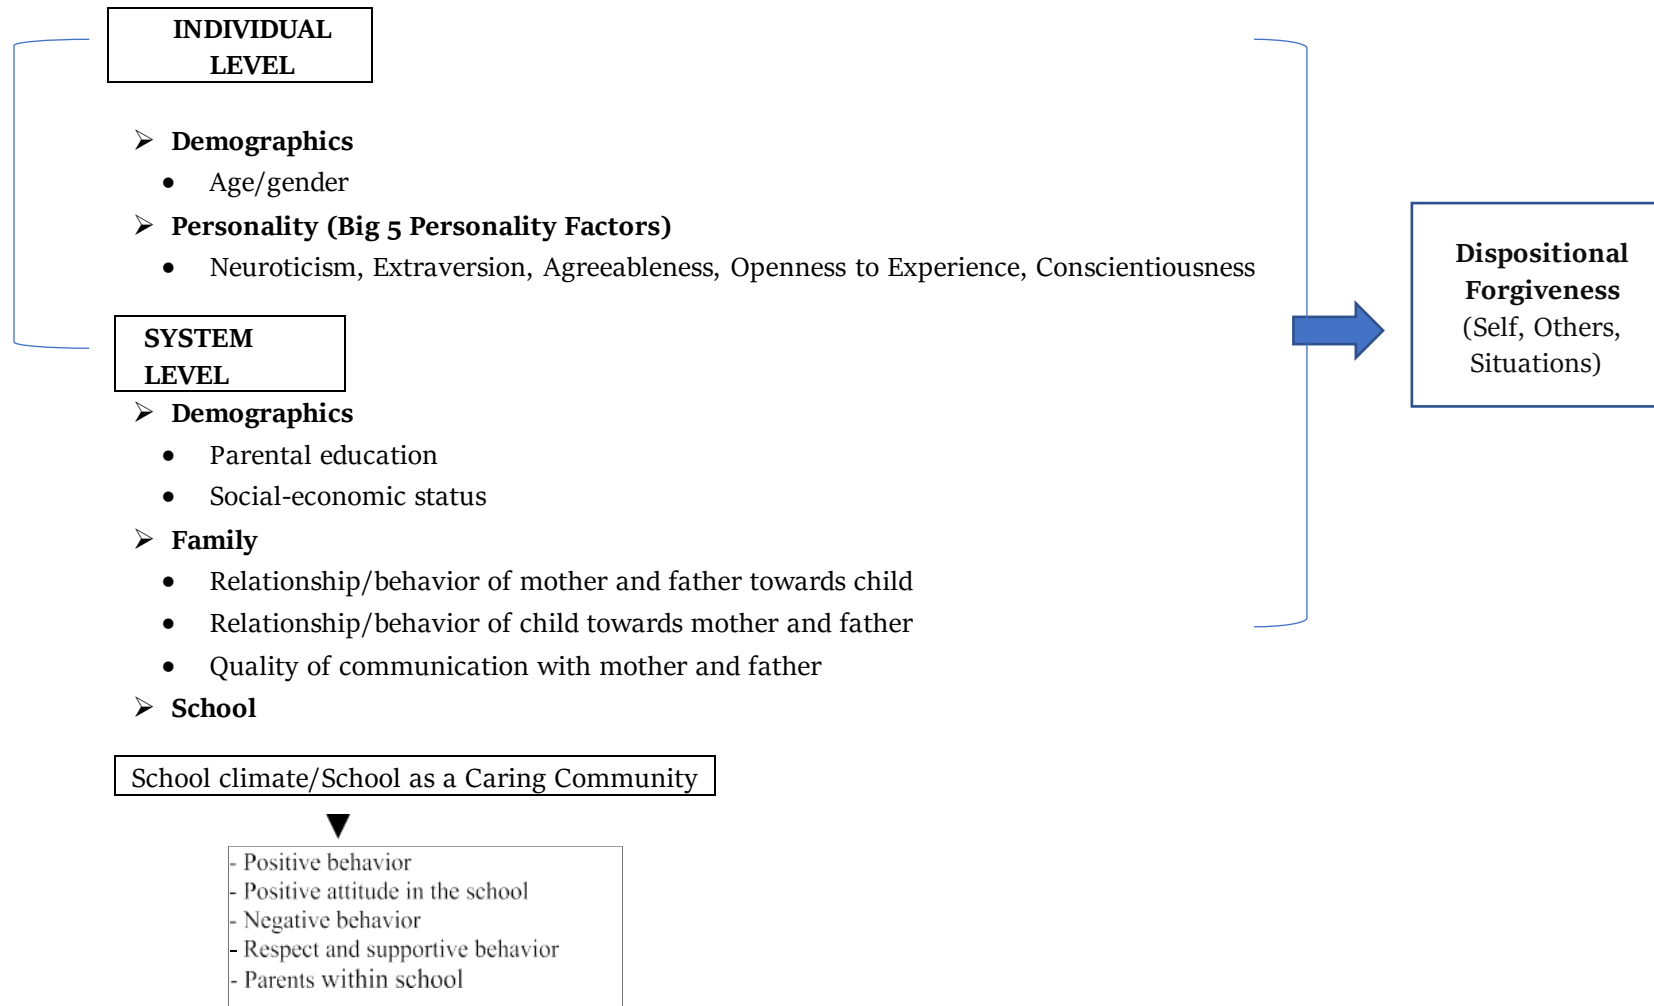 INDIVIDUAL
LEVEL
➢ Demographics
• Age/gender
➢ Personality (Big 5 Personality Factors)
• Neuroticism, Extraversion, Agreeableness, Openness to Experience, Conscientiousness
SYSTEM
LEVEL
➢ Demographics
• Parental education
• Social-economic status
➢ Family
• Relationship/behavior of mother and father towards child
• Relationship/behavior of child towards mother and father
• Quality of communication with mother and father
➢ School
School climate/School as a Caring Community
- Positive behavior
- Positive attitude in the school
- Negative behavior
- Respect and supportive behavior
- Parents within school
Dispositional
Forgiveness
(Self, Others,
Situations)